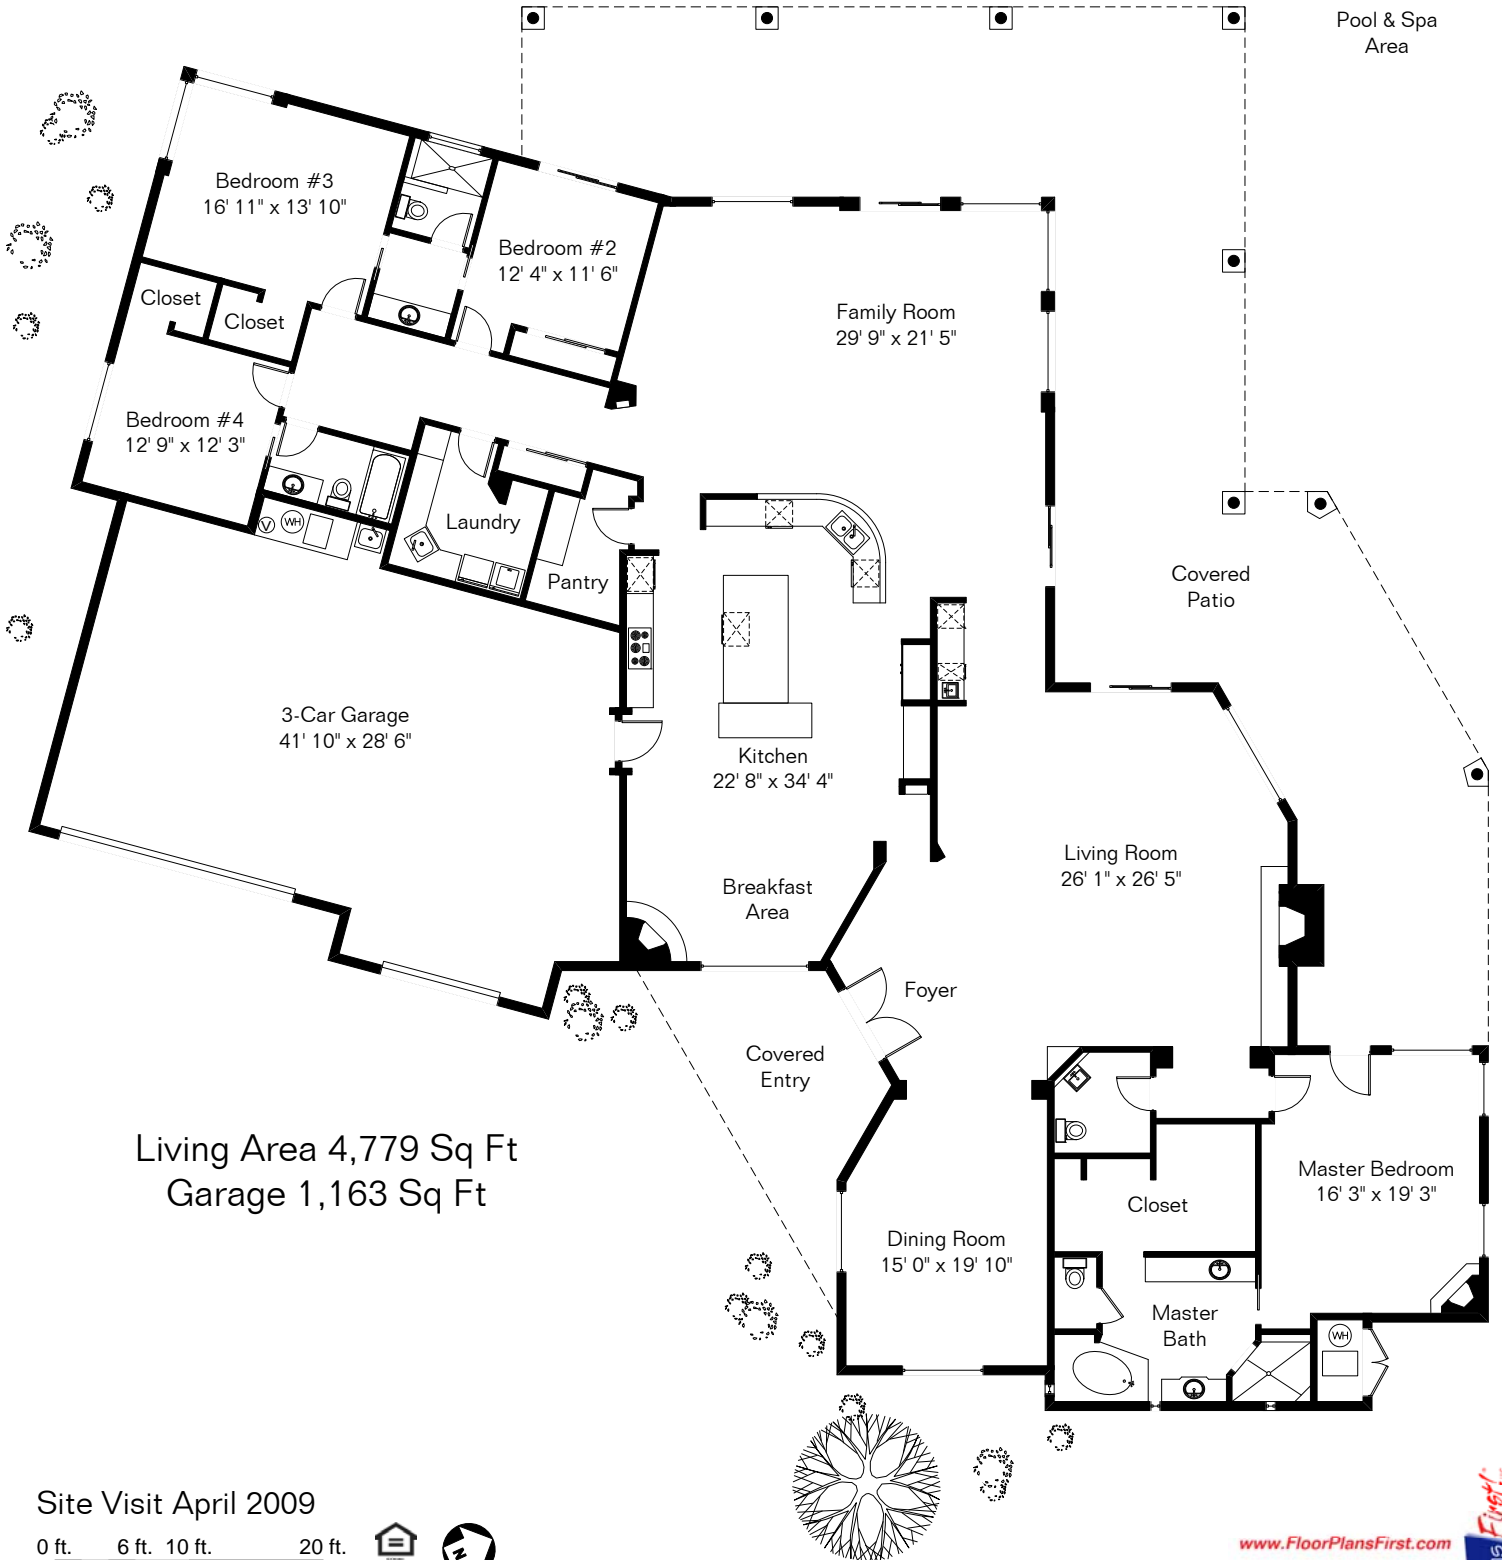 Pool & Spa
Area
Bedroom #3
16' 11" x 13' 10"
Bedroom #2
12' 4" x 11' 6"
Closet
Closet
Family Room
29' 9" x 21' 5"
Bedroom #4
12' 9" x 12' 3"
V
WH
Laundry
Pantry
Covered
Patio
3-Car Garage
41' 10" x 28' 6"
Kitchen
22' 8" x 34' 4"
Living Room
26' 1" x 26' 5"
Breakfast
Area
Foyer
Covered
Entry
Living Area 4,779 Sq Ft
Garage 1,163 Sq Ft
Master Bedroom
16' 3" x 19' 3"
Closet
Dining Room
15' 0" x 19' 10"
Master
Bath
WH
Site Visit April 2009
0 ft. 6 ft. 10 ft. 20 ft.
N
www.FloorPlansFirst.com
First!